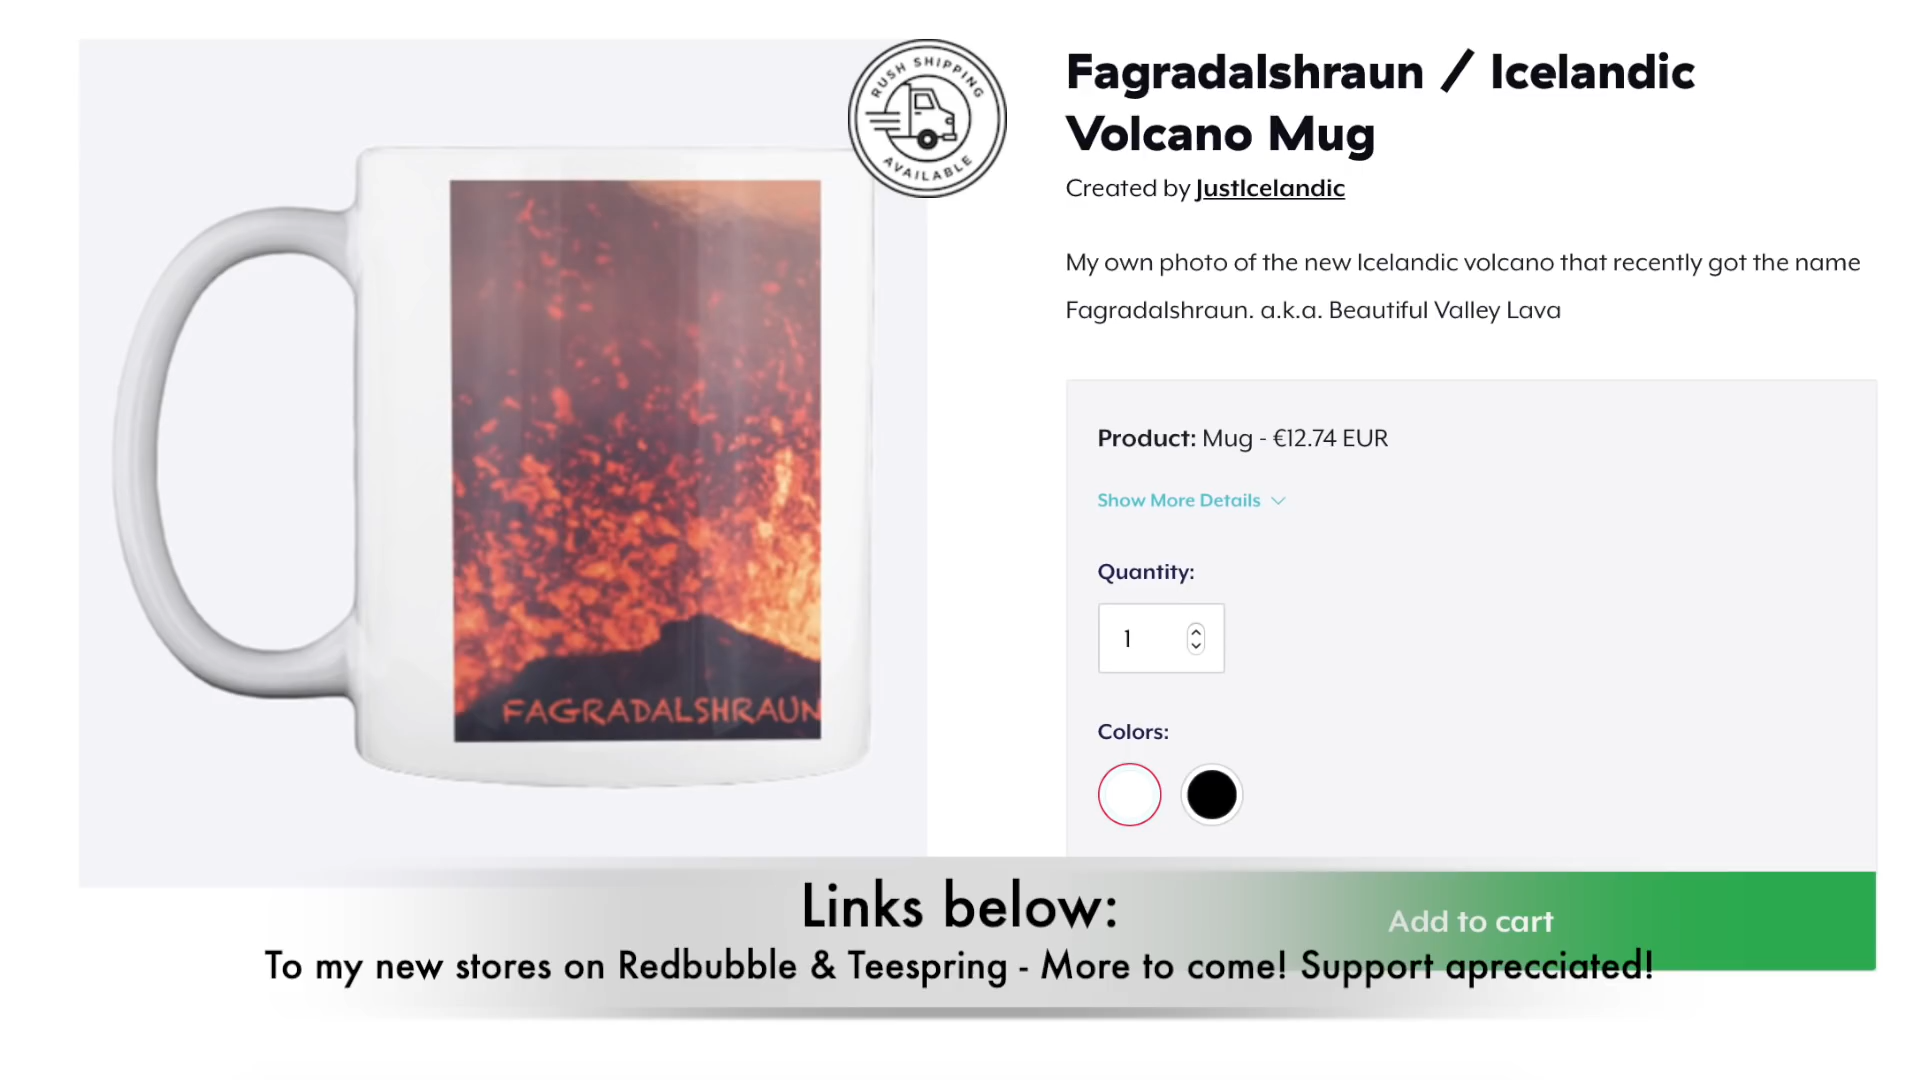 RUSH SHIPPING
AVAILABLE
FAGRADALSHRAUN
Fagradalshraun / Icelandic
Volcano Mug
Created by JustIcelandic
My own photo of the new Icelandic volcano that recently got the name
Fagradalshraun. a.k.a. Beautiful Valley Lava
Product: Mug - €12.74 EUR
Show More Details
Quantity:
1
Colors:
Add to cart
Links below:
To my new stores on Redbubble & Teespring - More to come! Support aprecciated!